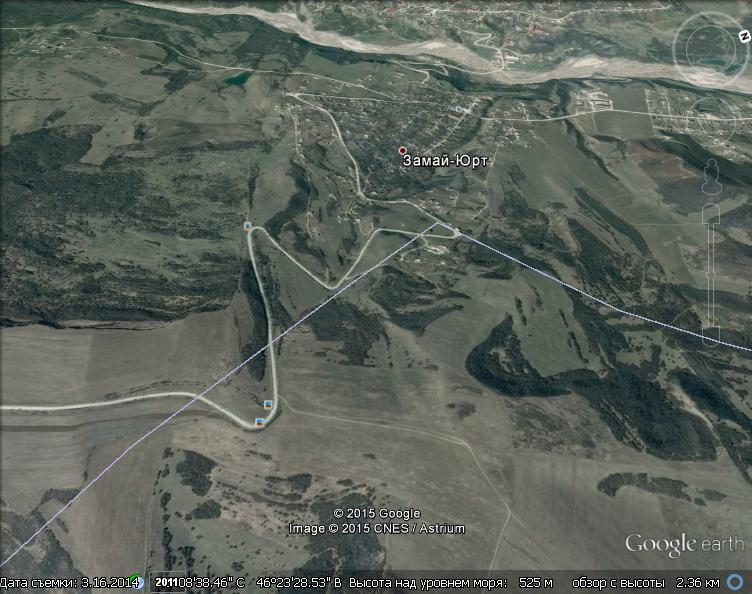 N
Замай-Юрт
© 2015 Google
Image © 2015 CNES / Astrium
Google earth
Дата съемки: 3.16.2014 2011 08'38.46" С 46°23'28.53" В Высота над уровнем моря: 525 м обзор с высоты 2.36 км